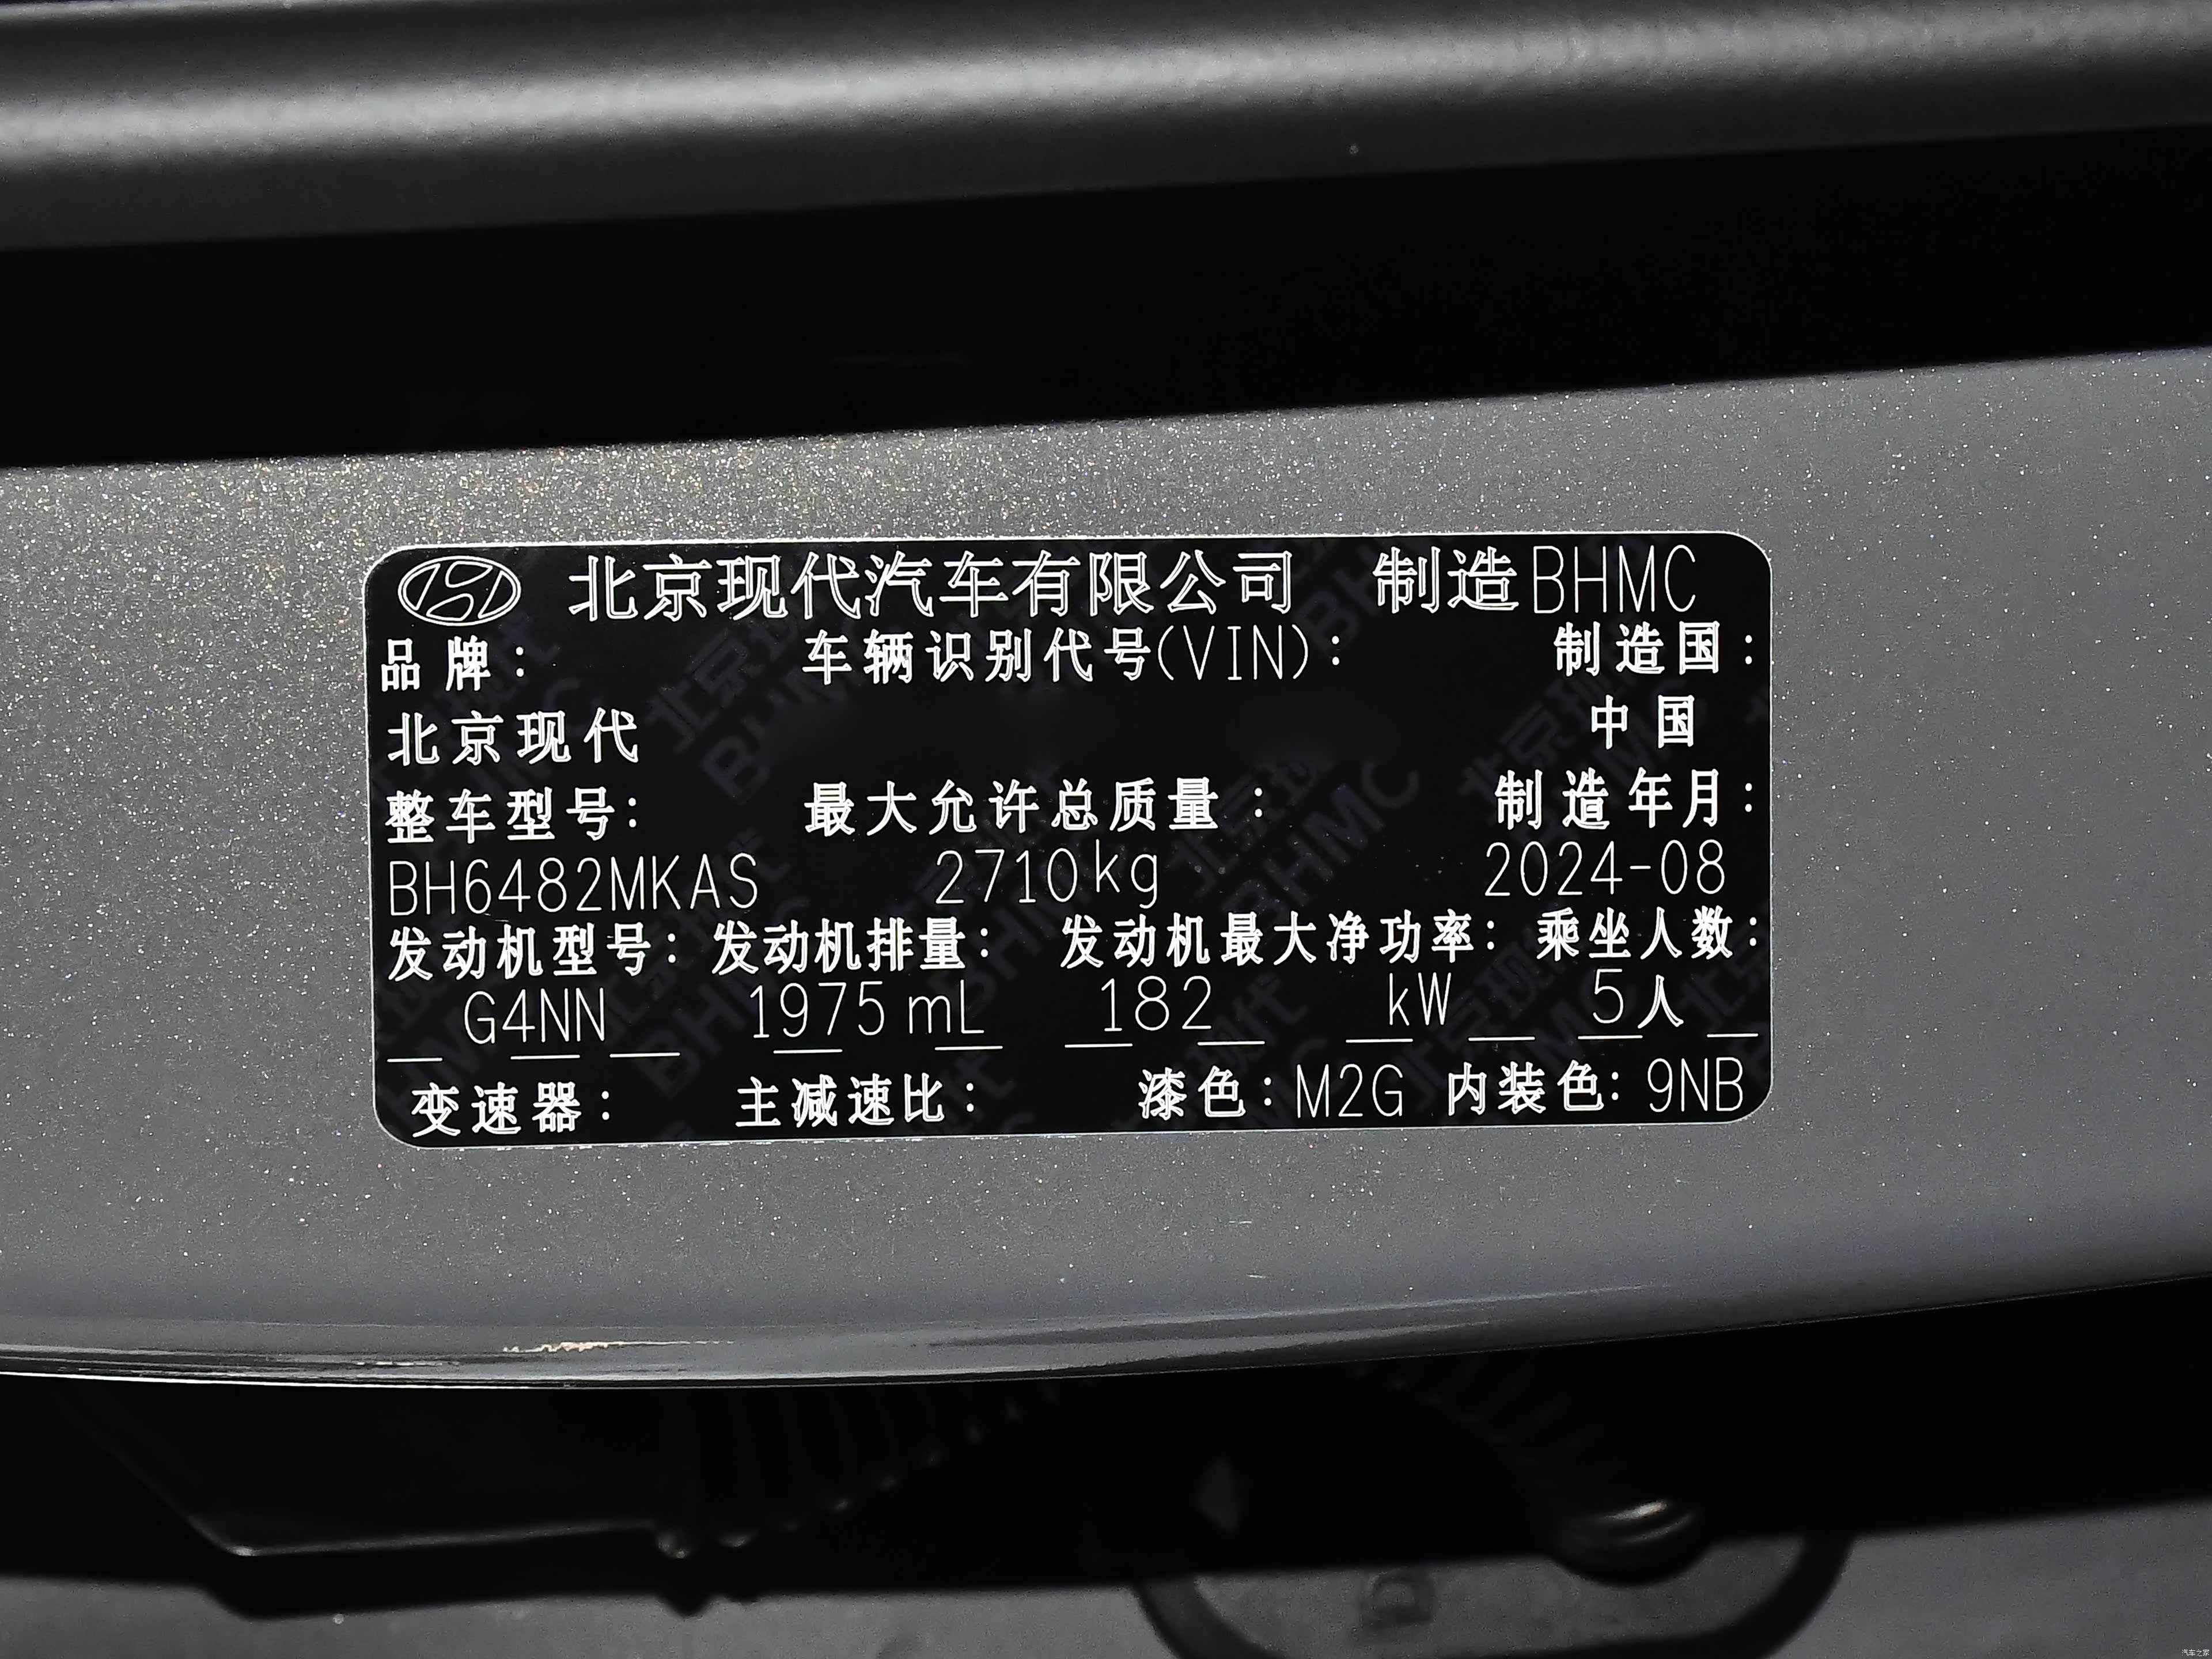 北京现代汽车有限公司 制造BHMC
品牌: 车辆识别代号(VIN): 制造国:
北京现代 中国
整车型号: 最大允许总质量: 制造年月:
BH6482MKAS 2710kg 2024-08
发动机型号: 发动机排量: 发动机最大净功率: 乘坐人数:
G4NN 1975mL 182 kW 5人
变速器: 主减速比: 漆色: M2G 内装色: 9NB
汽车之家